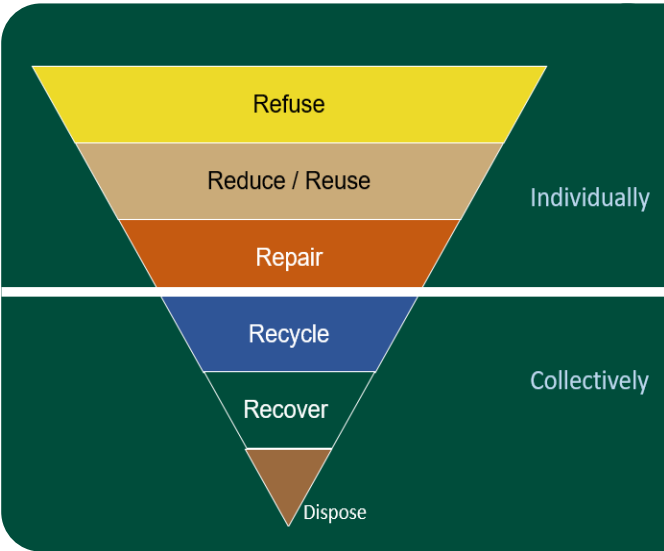 Refuse
Reduce / Reuse
Individually
Repair
Recycle
Collectively
Recover
Dispose